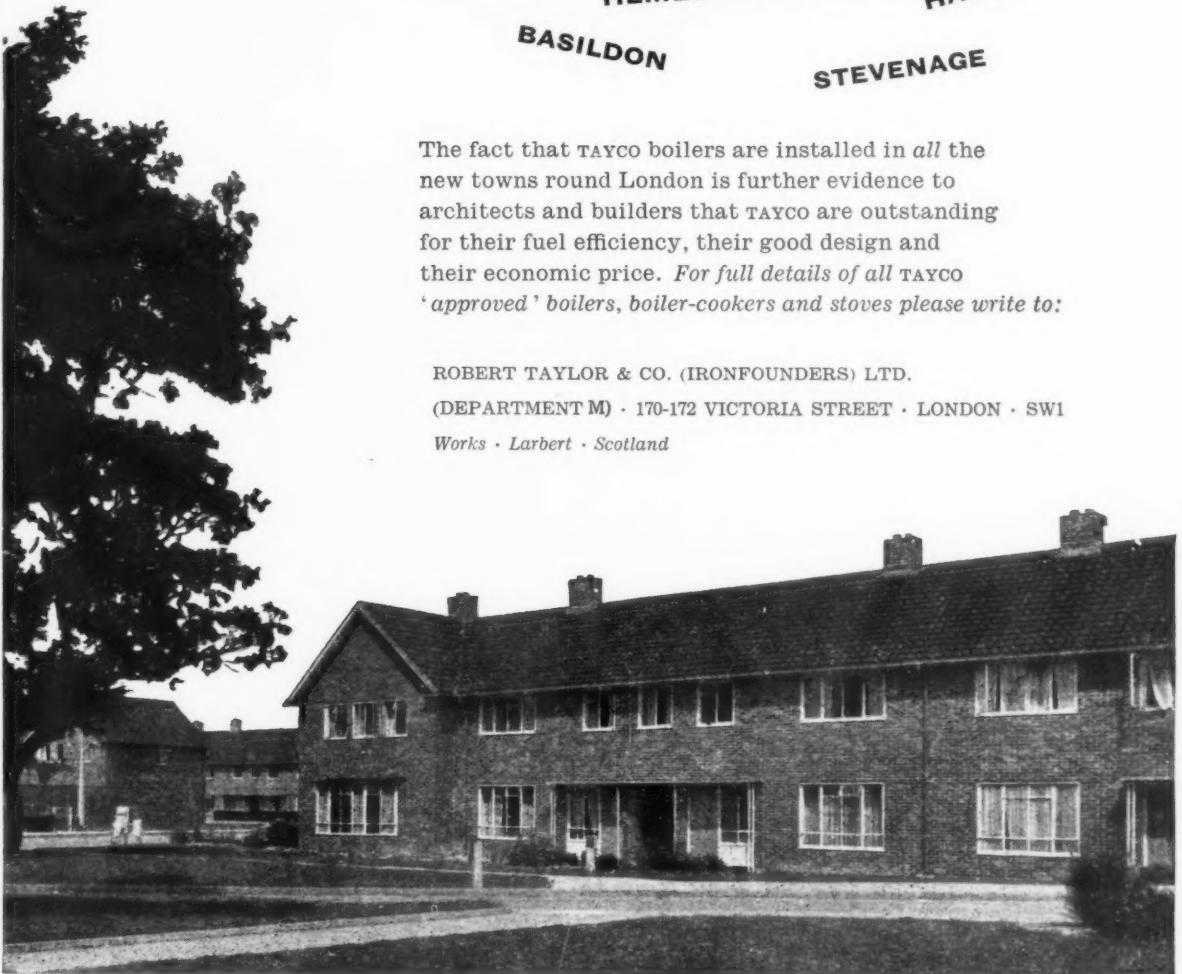 BASILDON
STEVENAGE
The fact that TAYCO boilers are installed in all the
new towns round London is further evidence to
architects and builders that TAYCO are outstanding
for their fuel efficiency, their good design and
their economic price. For full details of all TAYCO
‘approved’ boilers, boiler-cookers and stoves please write to:
ROBERT TAYLOR & CO. (IRONFOUNDERS) LTD.
(DEPARTMENT M) · 170-172 VICTORIA STREET · LONDON · SW1
Works · Larbert · Scotland